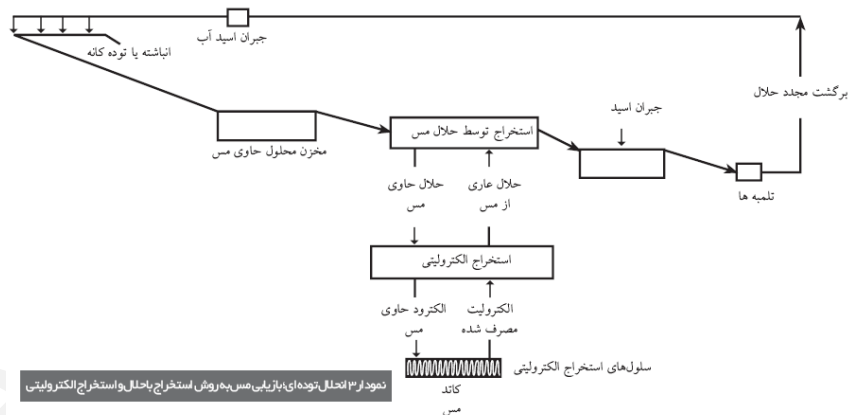 جبران اسید آب
انباشته یا توده کانه
برگشت مجدد حلال
جبران اسید
استخراج توسط حلال مس
مخزن محلول حاوی مس
تلمبه ها
حلال حاوی
مس
حلال عاری
از مس
استخراج الکترولیتی
الکترود حاوی
مس
الکترولیت
مصرف شده
سلول‌های استخراج الکترولیتی
کاتد
مس
نمودار ۳ انحلال توده ای؛ بازیابی مس به روش استخراج با حلال و استخراج الکترولیتی